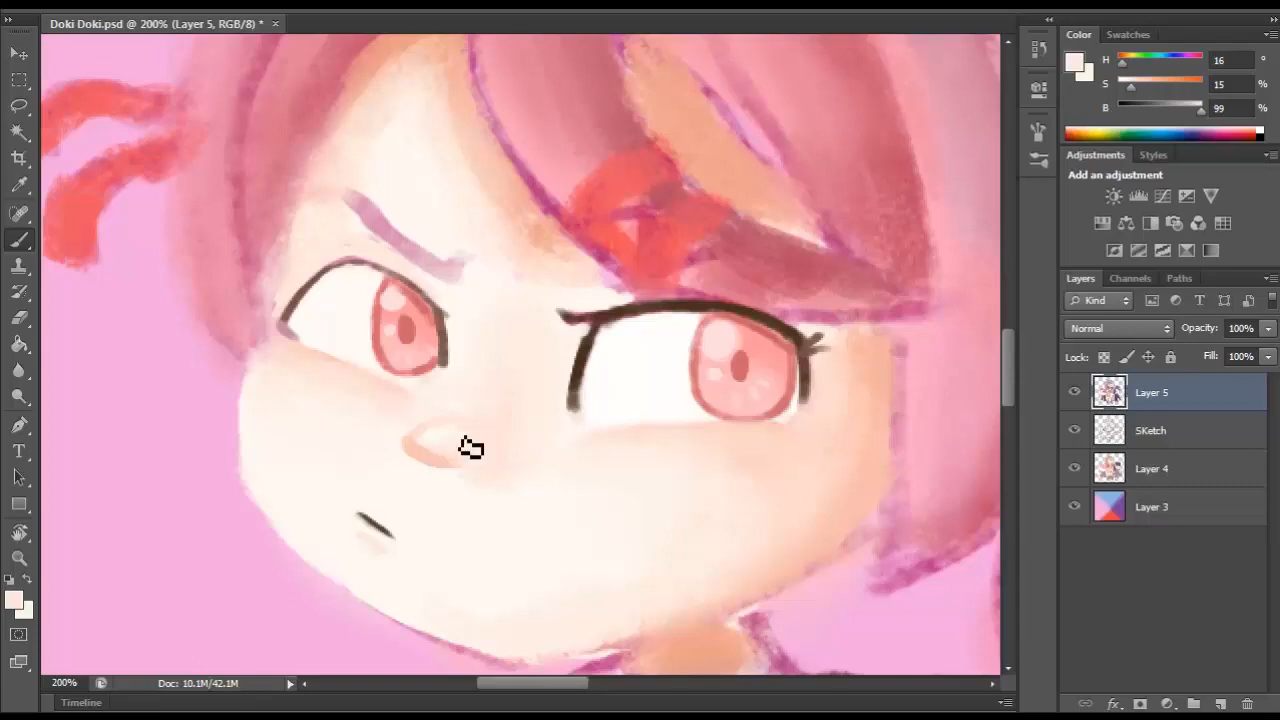 Doki Doki.psd @ 200% (Layer 5, RGB/8) *
Color
Swatches
H
16
°
S
15
%
B
99
%
Adjustments
Styles
Add an adjustment
Layers
Channels
Paths
Kind
Normal
Opacity:
100%
Lock:
Fill:
100%
Layer 5
SKetch
Layer 4
Layer 3
200%
Doc: 10.1M/42.1M
Timeline